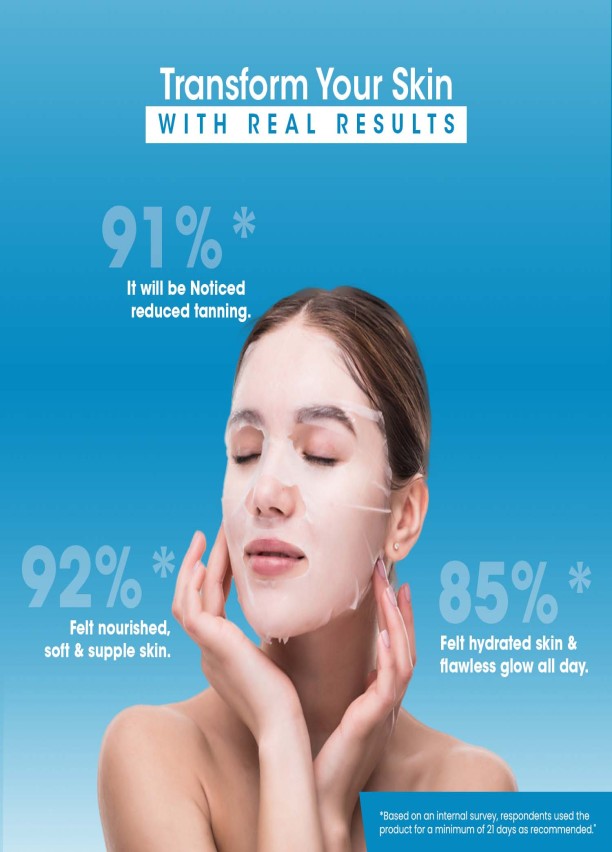 Transform Your Skin
WITH REAL RESULTS
91%*
It will be Noticed
reduced tanning.
92%*
Felt nourished,
soft & supple skin.
85%*
Felt hydrated skin &
flawless glow all day.
*Based on an internal survey, respondents used the
product for a minimum of 21 days as recommended.*